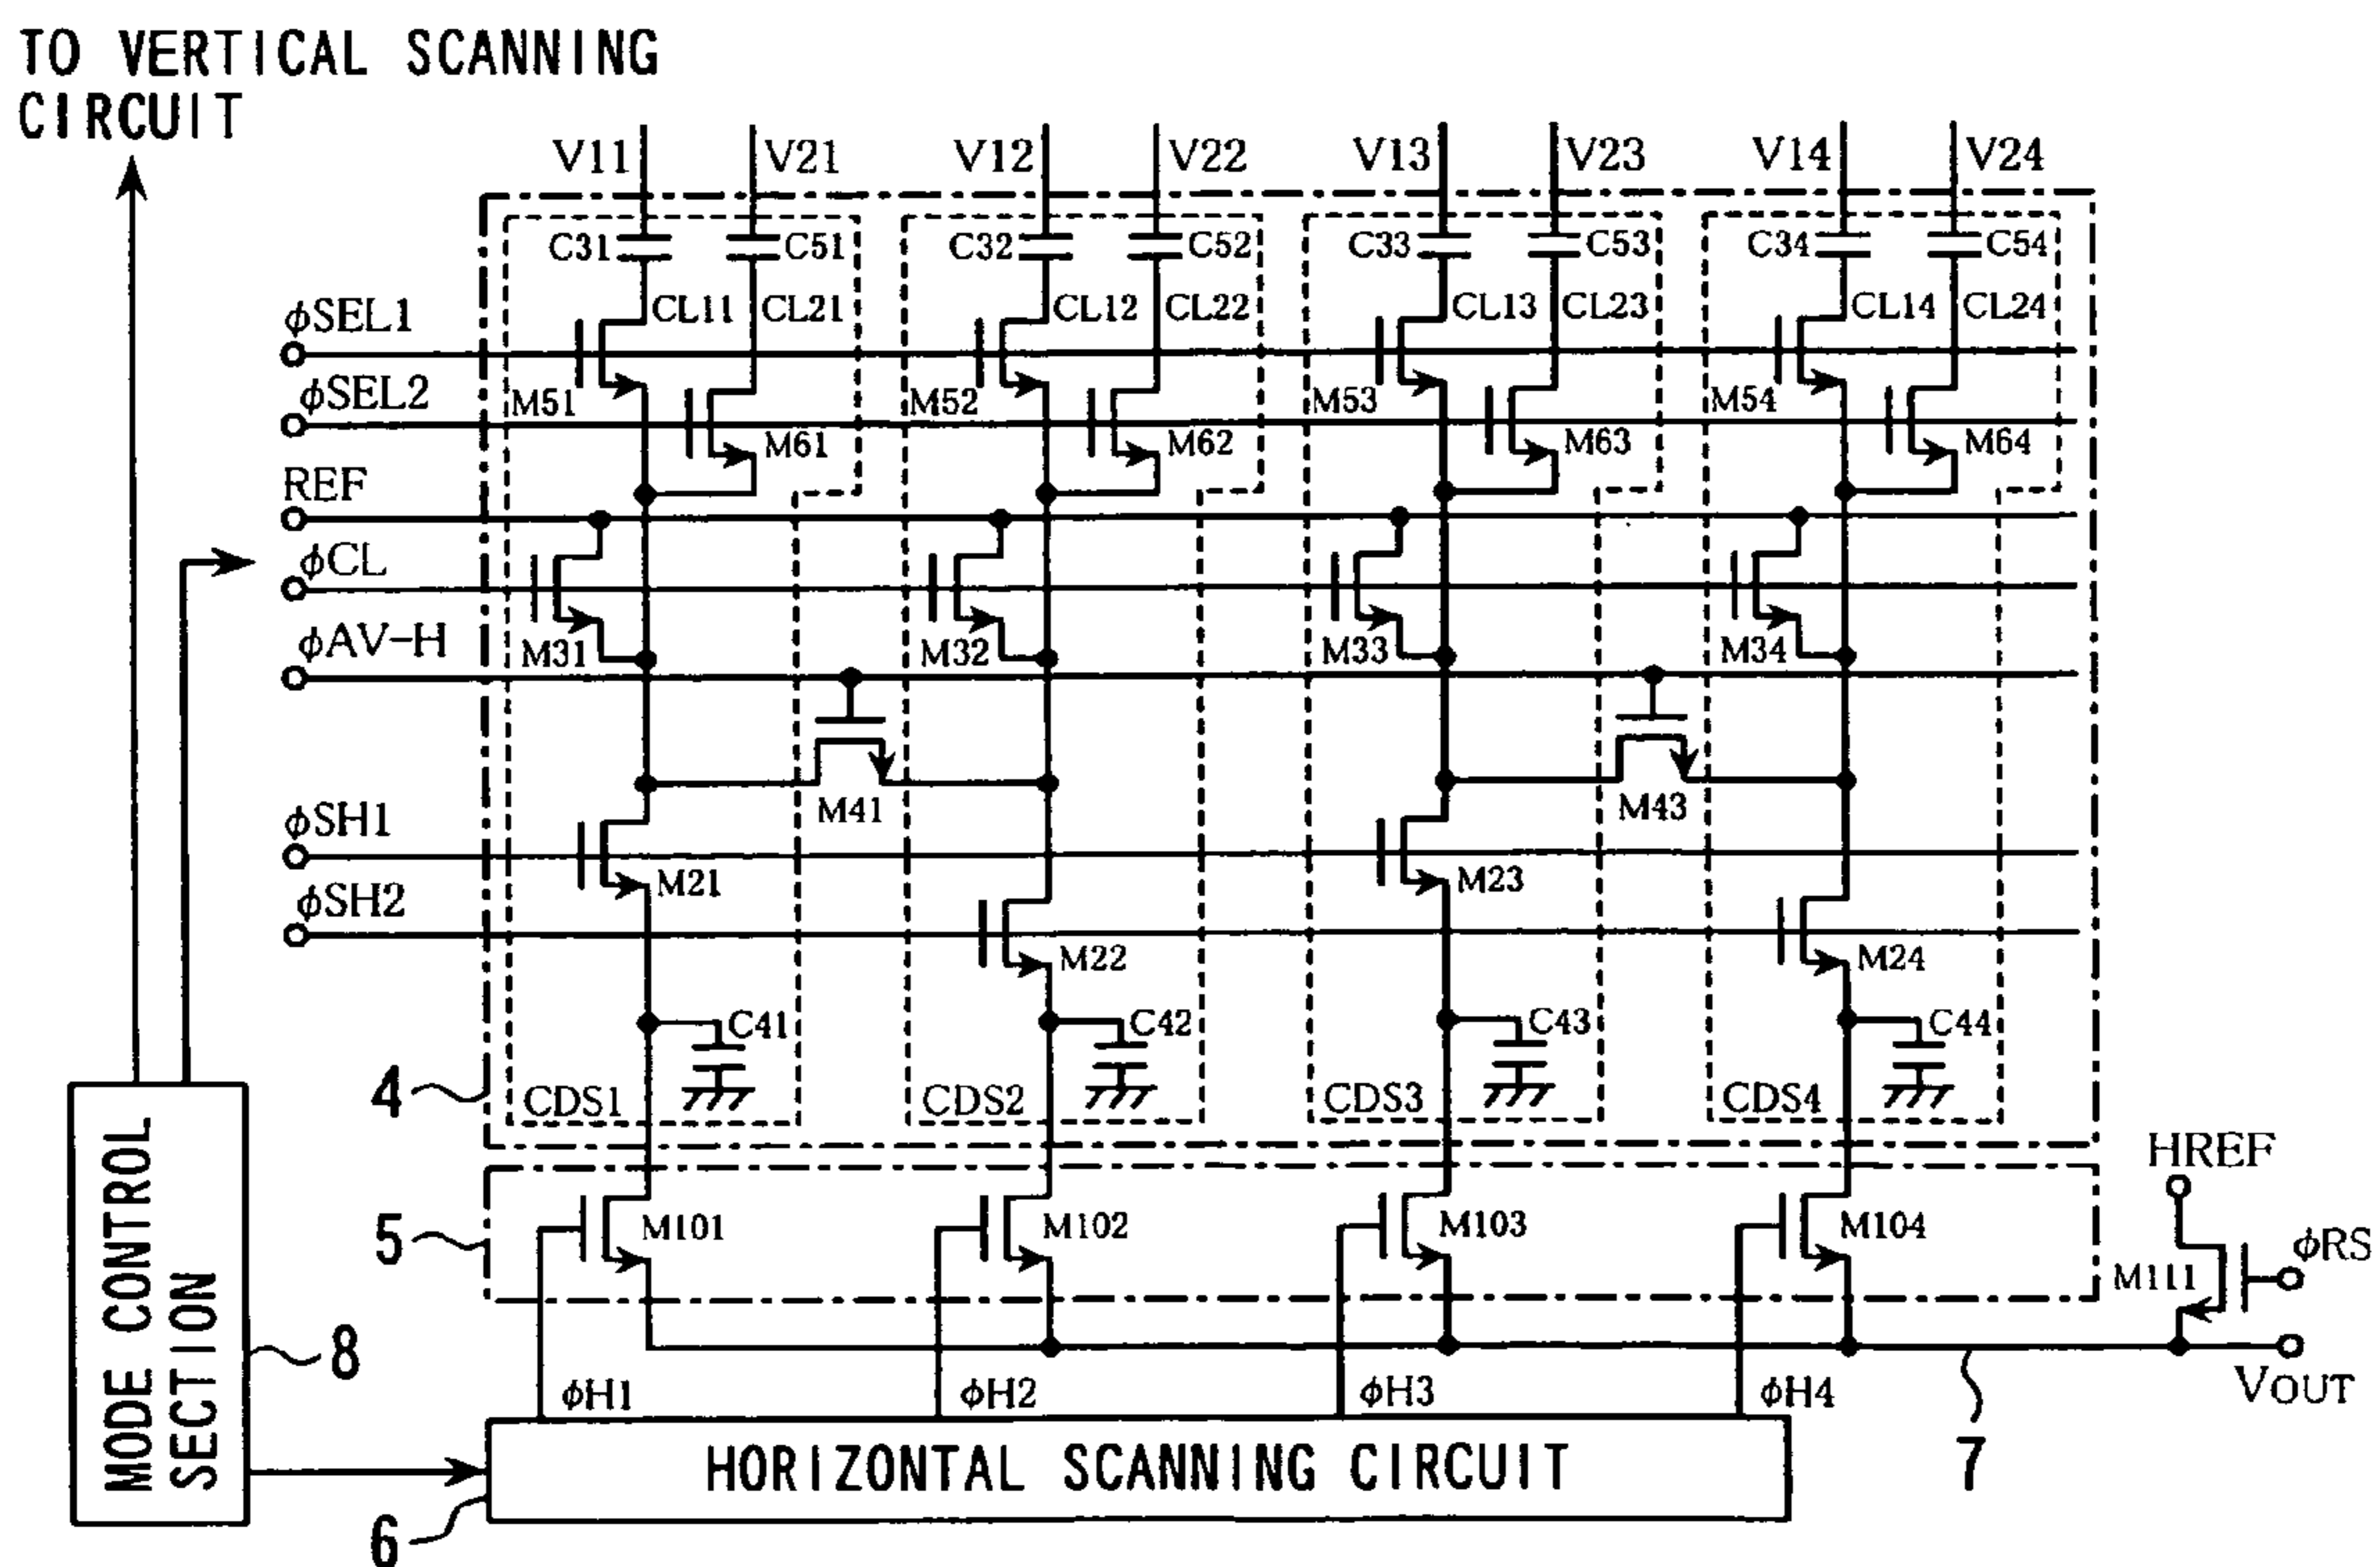 TO VERTICAL SCANNING
CIRCUIT
V11 V21 V12 V22 V13 V23 V14 V24
C31 C51 C32 C52 C33 C53 C34 C54
CL11 CL21 CL12 CL22 CL13 CL23 CL14 CL24
φSEL1
φSEL2
M51 M52 M53 M54
M61 M62 M63 M64
REF
φCL
M31 M32 M33 M34
φAV-H
M41 M43
φSH1
M21 M23
φSH2
M22 M24
C41 C42 C43 C44
4
CDS1 CDS2 CDS3 CDS4
HREF
5
M101 M102 M103 M104
φRS
M111
MODE CONTROL
SECTION
8
φH1 φH2 φH3 φH4
VOUT
7
HORIZONTAL SCANNING CIRCUIT
6